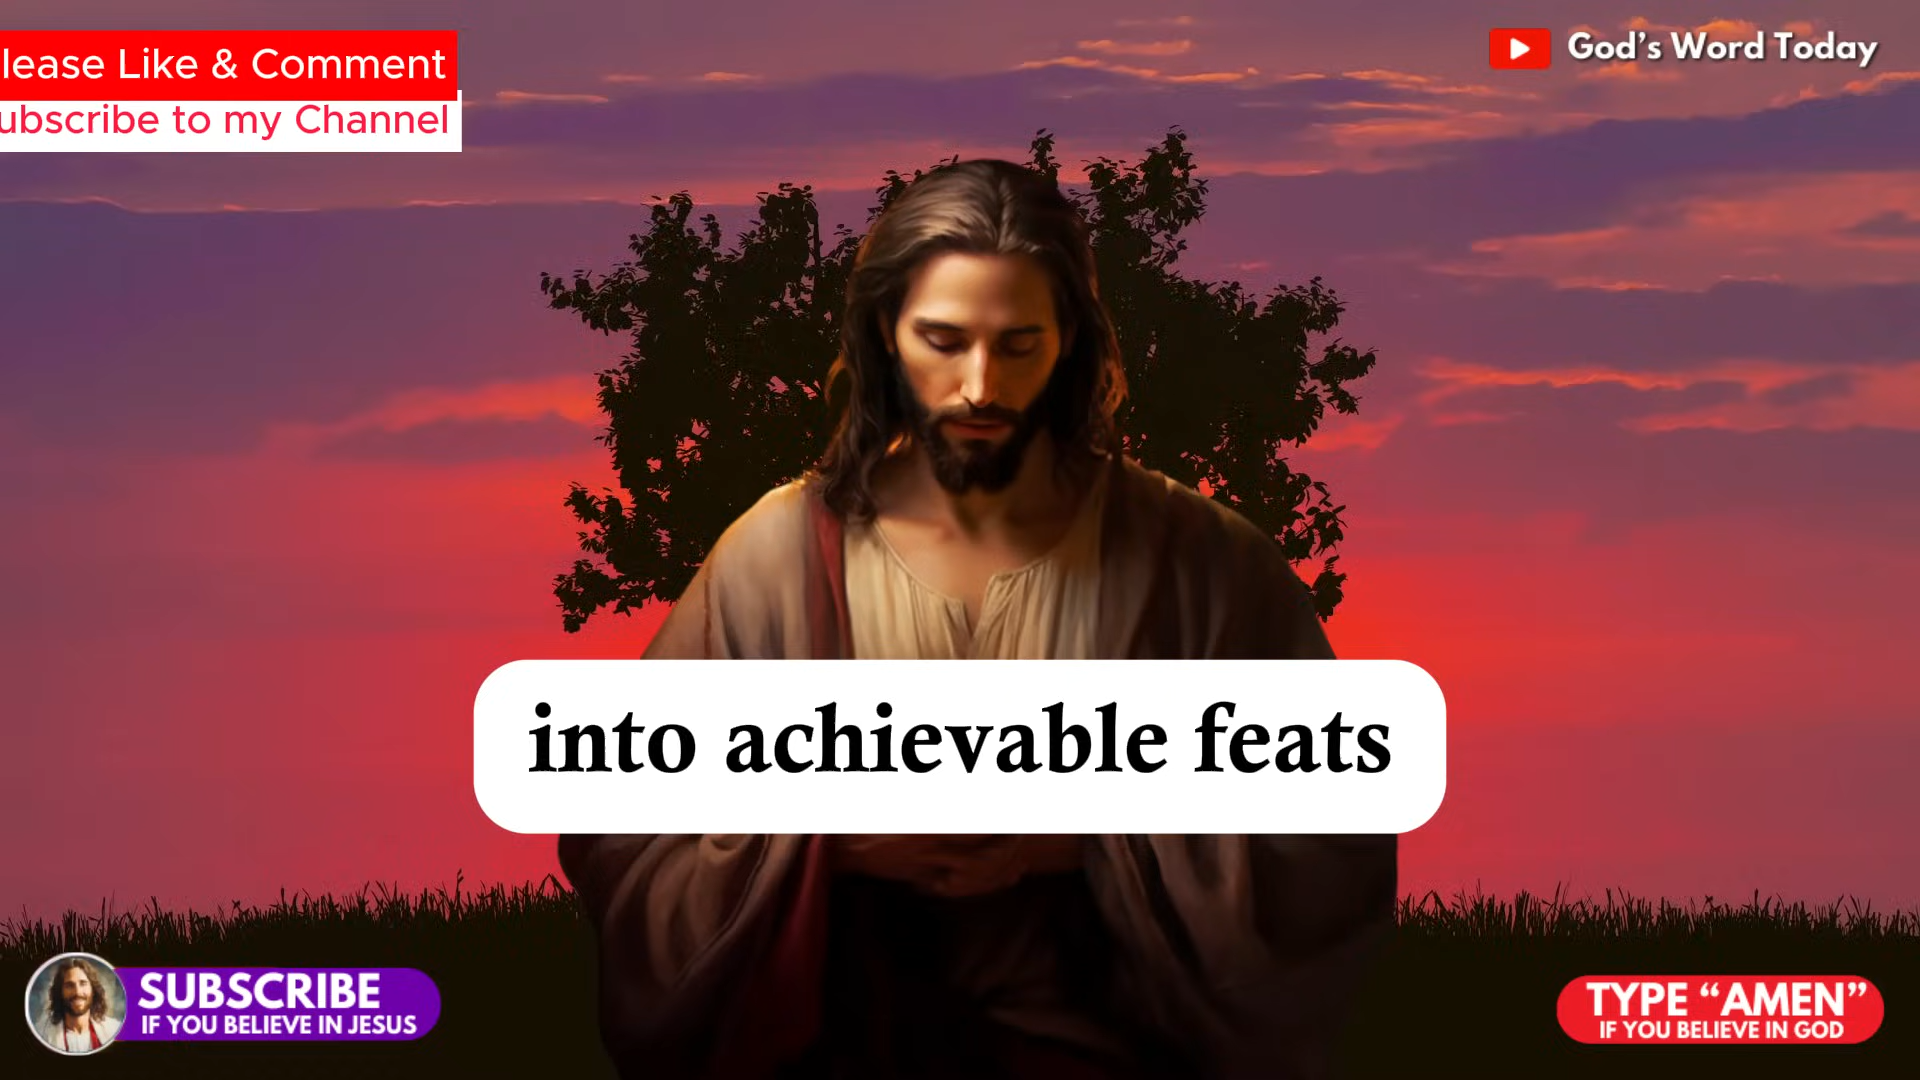 lease Like & Comment
ubscribe to my Channel
God's Word Today
into achievable feats
SUBSCRIBE
IF YOU BELIEVE IN JESUS
TYPE “AMEN”
IF YOU BELIEVE IN GOD